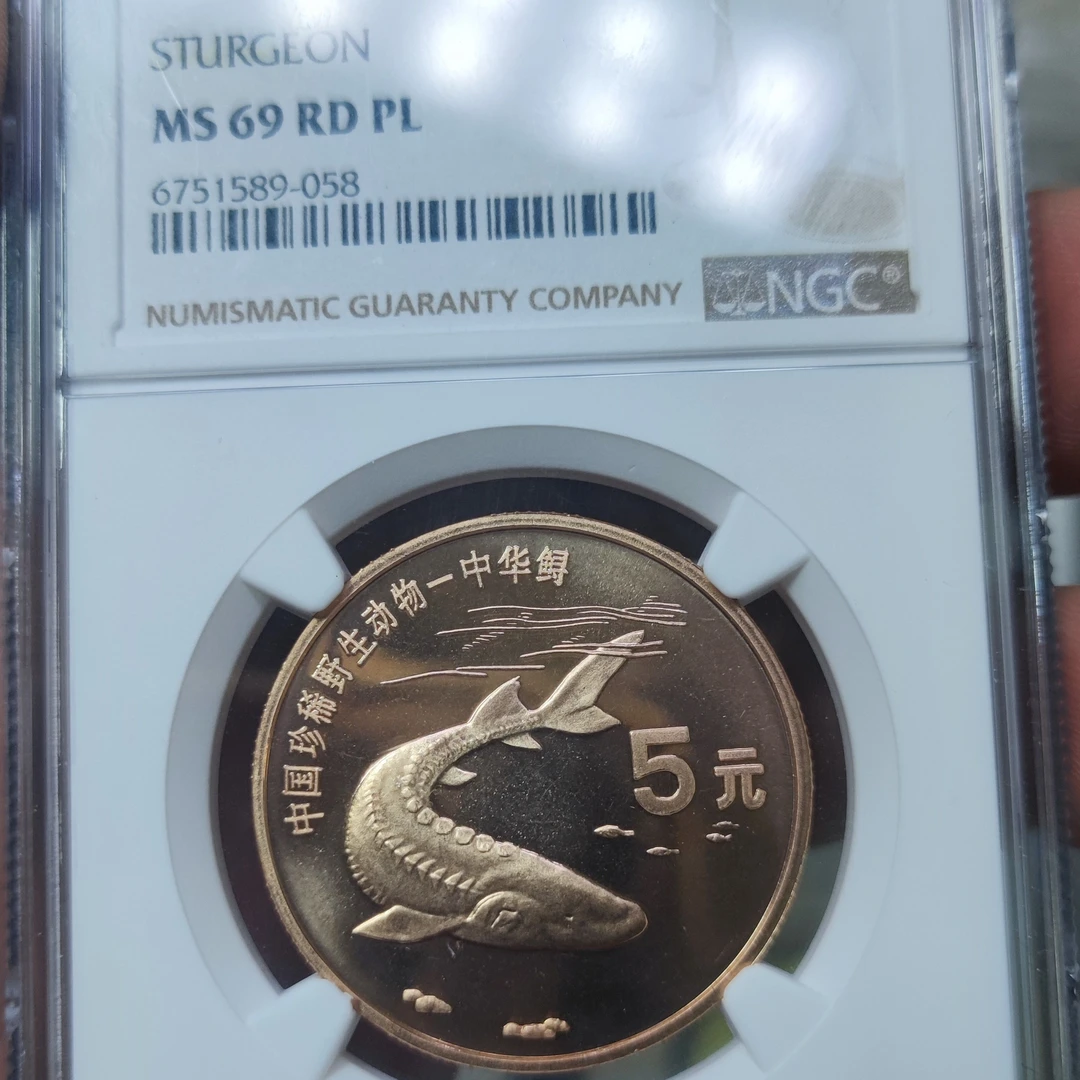 STURGEON
MS 69 RD PL
6751589-058
NUMISMATIC GUARANTY COMPANY
NGC®
中国珍稀野生动物—中华鲟
5元